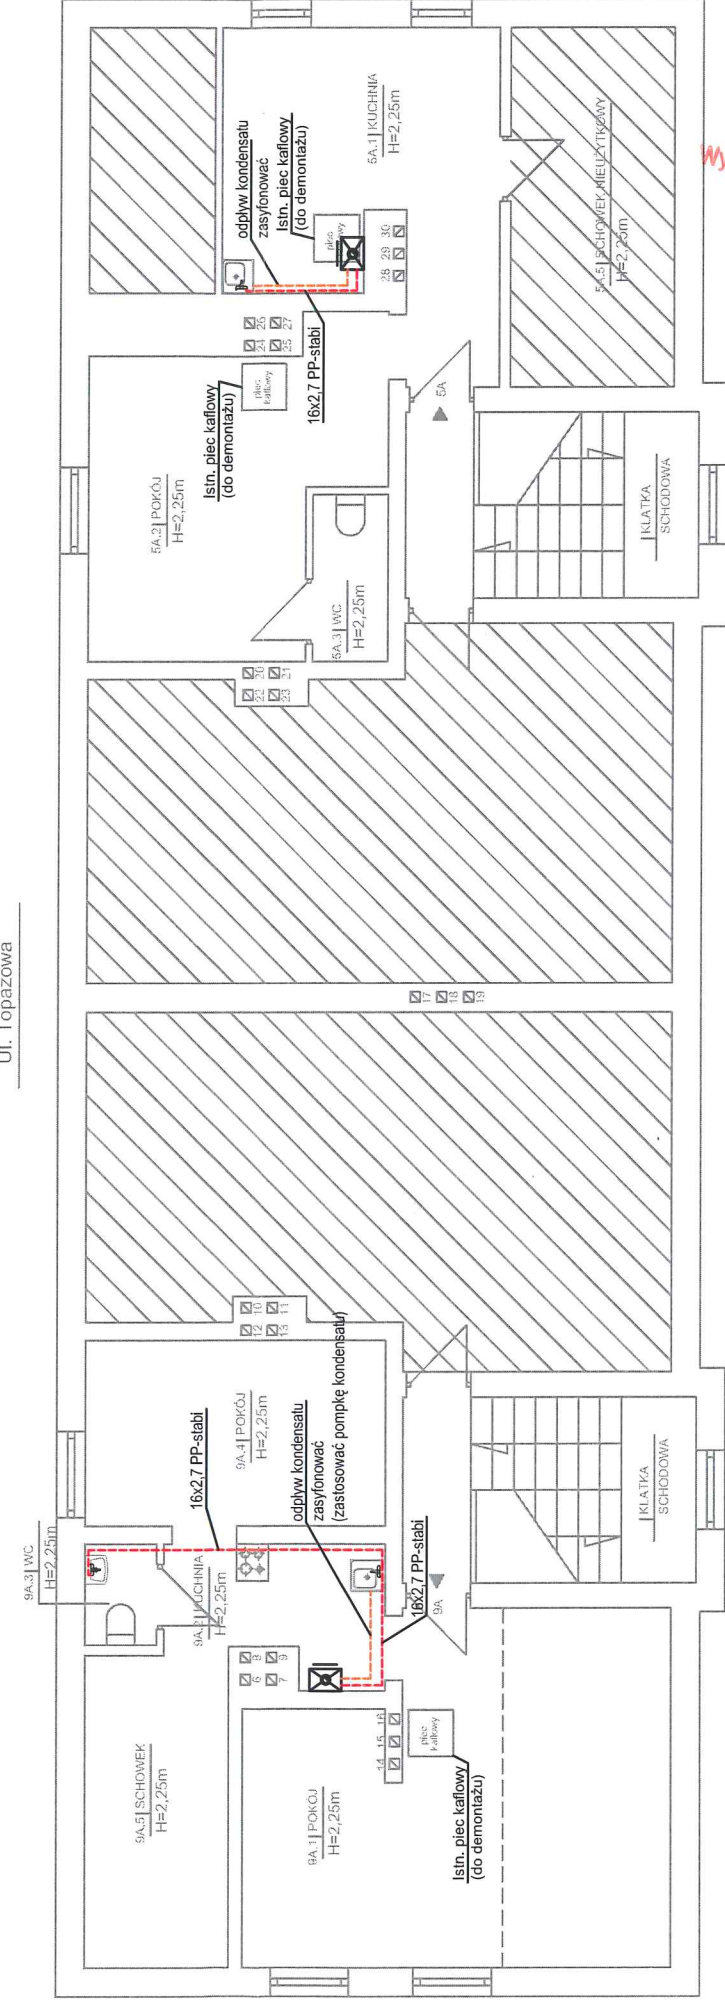 Ul. Topazowa
9A.3 | WC
H=2,25m
9A.5 | SCHOWEK
H=2,25m
9A.2 | KUCHNIA
H=2,25m
16x2,7 PP-stabi
9A.4 | POKÓJ
H=2,25m
odpływ kondensatu
zasyfonować
(zastosować pompkę kondensatu)
16x2,7 PP-stabi
9A
9A.1 | POKÓJ
H=2,25m
piec
kaflowy
Istn. piec kaflowy
(do demontażu)
6
8
7
9
14
15
16
12
10
13
11
KLATKA
SCHODOWA
17
18
19
22
20
23
21
5A.2 | POKÓJ
H=2,25m
Istn. piec kaflowy
(do demontażu)
piec
kaflowy
24
26
25
27
5A.3 | WC
H=2,25m
16x2,7 PP-stabi
odpływ kondensatu
zasyfonować
Istn. piec kaflowy
(do demontażu)
piec
28
29
30
5A.1 | KUCHNIA
H=2,25m
5A
5A.5 | SCHOWEK NIEUŻYTKOWY
H=2,25m
KLATKA
SCHODOWA